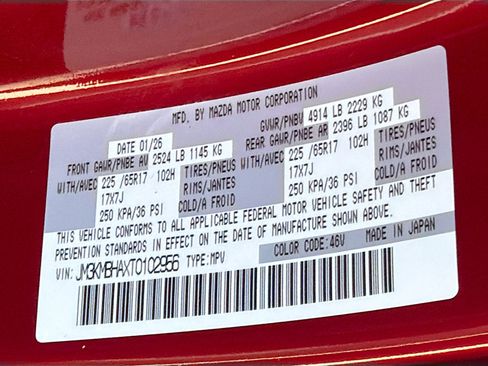 MFD. BY MAZDA MOTOR CORPORATION
DATE 01/26 GVWR/PNBV 4914 LB 2229 KG
FRONT GAWR/PNBE AV 2524 LB 1145 KG REAR GAWR/PNBE AR 2396 LB 1087 KG
WITH/AVEC 225 /65R17 102H TIRES/PNEUS WITH/AVEC 225 /65R17 102H TIRES/PNEUS
17X7J RIMS/JANTES 17X7J RIMS/JANTES
250 KPA/36 PSI COLD/A FROID 250 KPA/36 PSI COLD/A FROID
THIS VEHICLE CONFORMS TO ALL APPLICABLE FEDERAL MOTOR VEHICLE SAFETY AND THEFT
PREVENTION STANDARDS IN EFFECT ON THE DATE OF MANUFACTURE SHOWN ABOVE.
VIN: JM3KMBHAXT0102956 TYPE:MPV COLOR CODE:46V MADE IN JAPAN